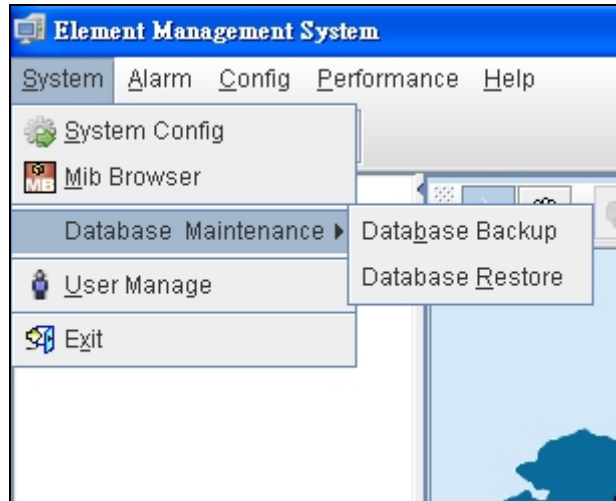 Element Management System
System Alarm Config Performance Help
System Config
MB
Mib Browser
Database Maintenance
Database Backup
Database Restore
User Manage
Exit